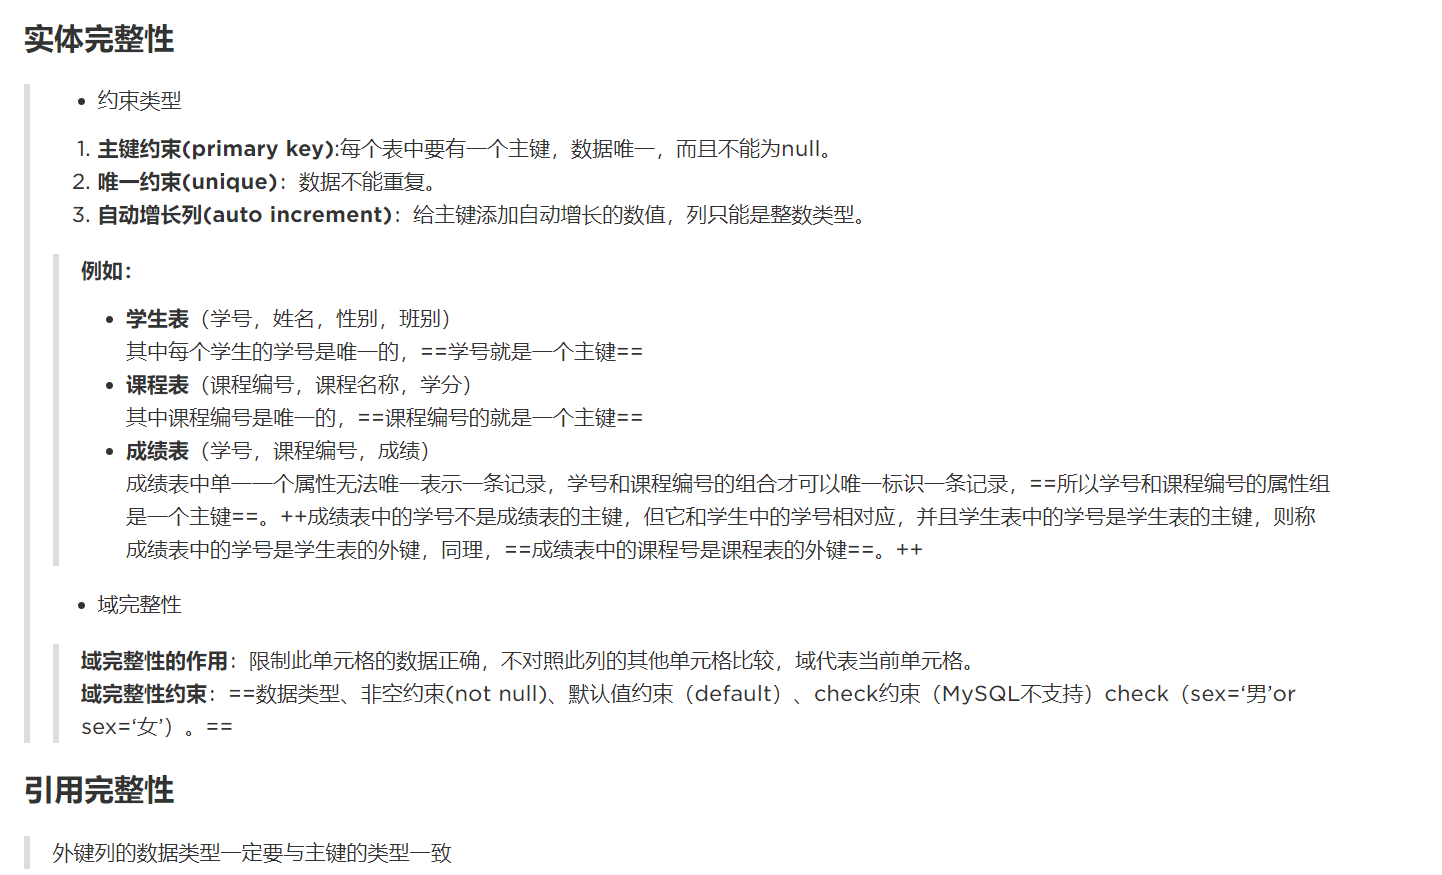 实体完整性
• 约束类型
1. 主键约束(primary key):每个表中要有一个主键，数据唯一，而且不能为null。
2. 唯一约束(unique)：数据不能重复。
3. 自动增长列(auto increment)：给主键添加自动增长的数值，列只能是整数类型。
例如：
• 学生表（学号，姓名，性别，班别）
其中每个学生的学号是唯一的，==学号就是一个主键==
• 课程表（课程编号，课程名称，学分）
其中课程编号是唯一的，==课程编号的就是一个主键==
• 成绩表（学号，课程编号，成绩）
成绩表中单一一个属性无法唯一表示一条记录，学号和课程编号的组合才可以唯一标识一条记录，==所以学号和课程编号的属性组
是一个主键==。++成绩表中的学号不是成绩表的主键，但它和学生中的学号相对应，并且学生表中的学号是学生表的主键，则称
成绩表中的学号是学生表的外键，同理，==成绩表中的课程号是课程表的外键==。++
• 域完整性
域完整性的作用：限制此单元格的数据正确，不对照此列的其他单元格比较，域代表当前单元格。
域完整性约束：==数据类型、非空约束(not null)、默认值约束（default）、check约束（MySQL不支持）check（sex=‘男’or
sex=‘女’）。==
引用完整性
外键列的数据类型一定要与主键的类型一致